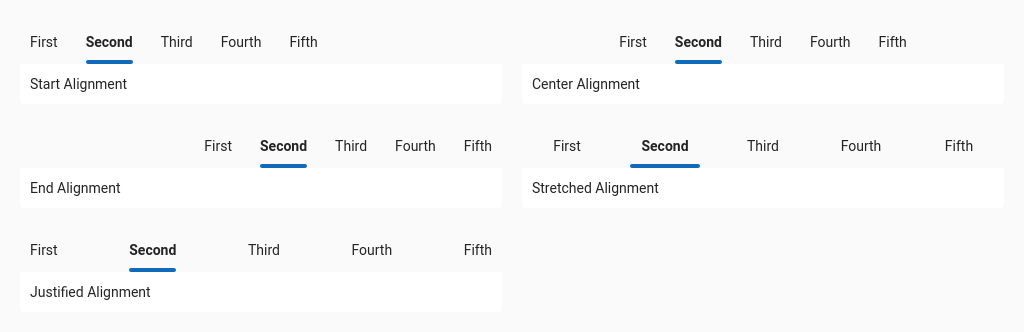 First Second Third Fourth Fifth
Start Alignment
First Second Third Fourth Fifth
Center Alignment
First Second Third Fourth Fifth
End Alignment
First Second Third Fourth Fifth
Stretched Alignment
First Second Third Fourth Fifth
Justified Alignment